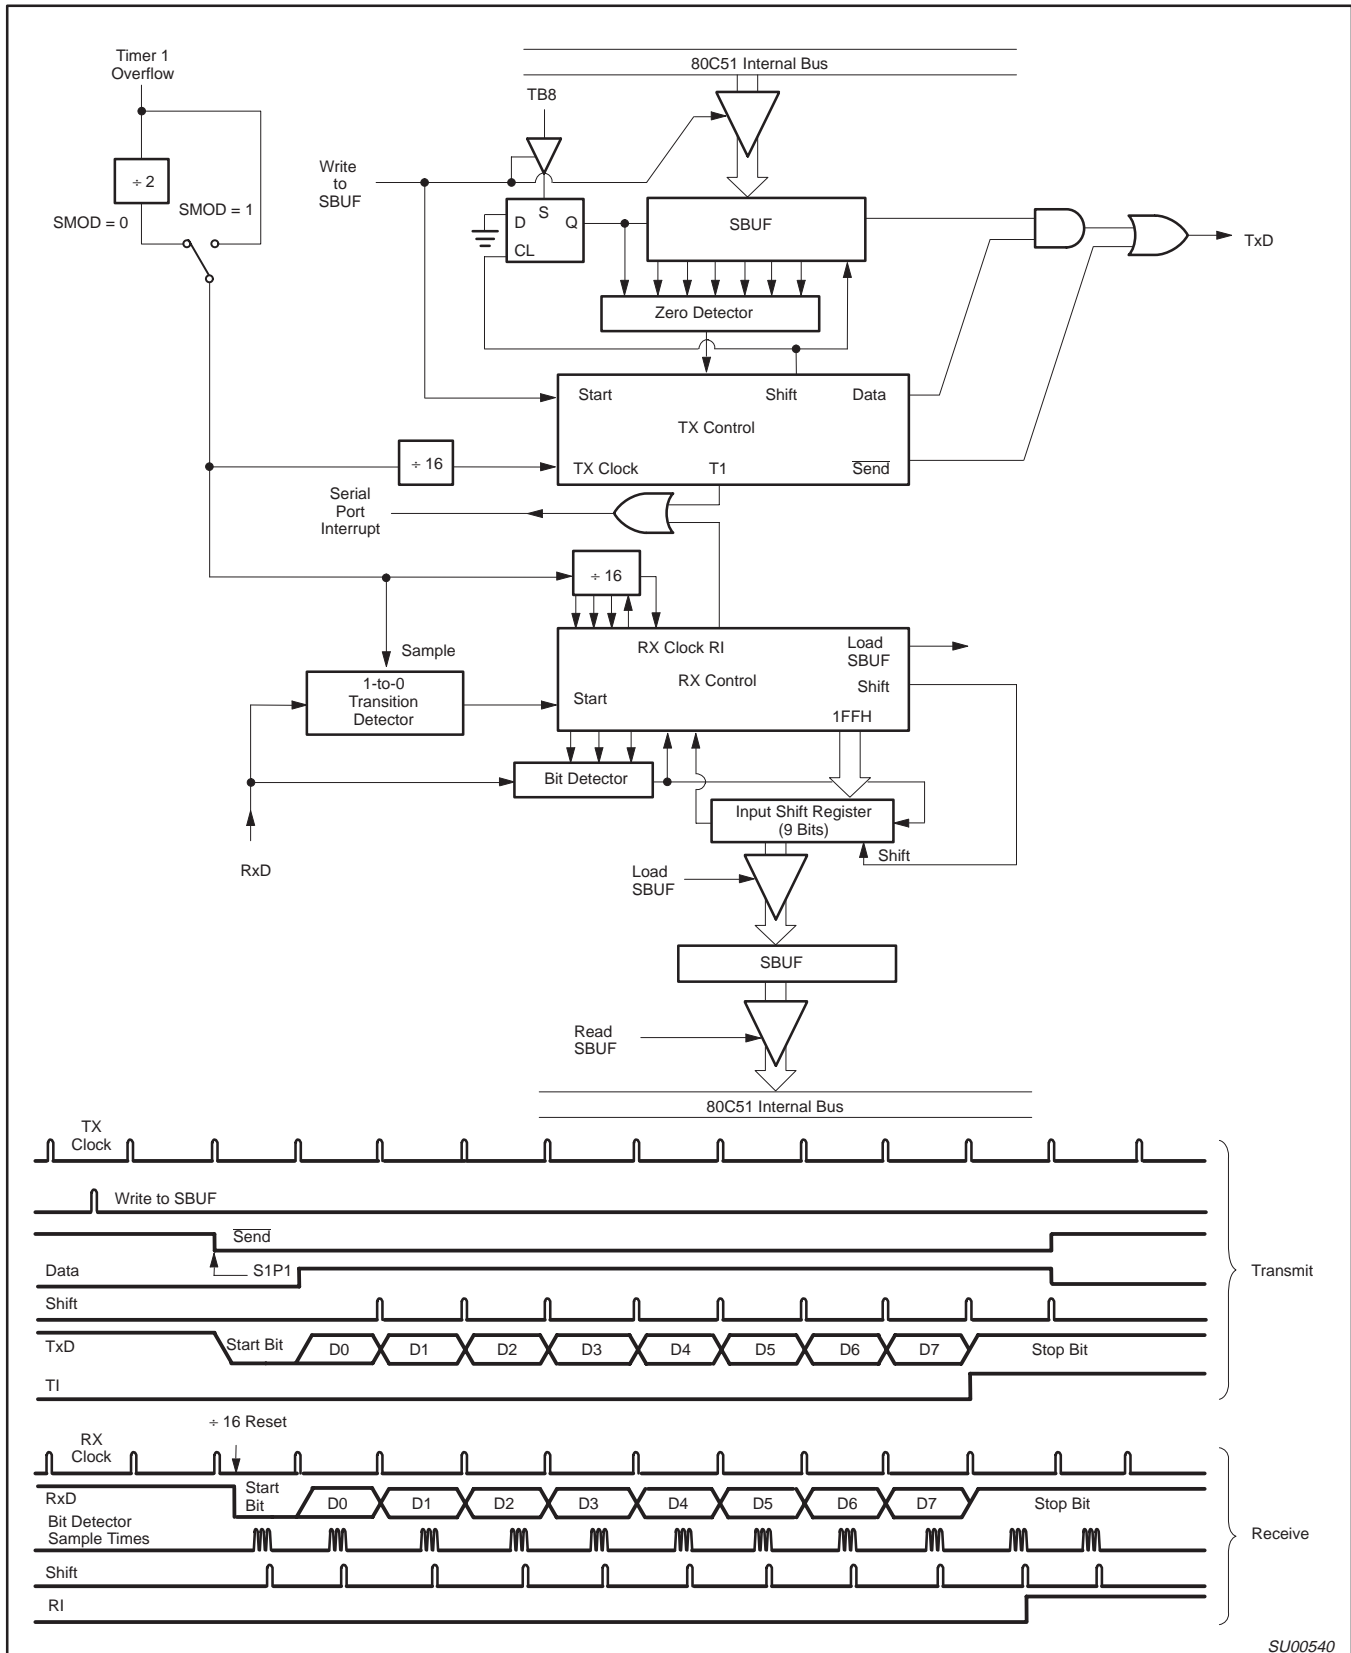 Timer 1
Overflow
80C51 Internal Bus
TB8
Write
to
SBUF
÷ 2
SMOD = 1
SMOD = 0
S
D
Q
CL
SBUF
TxD
Zero Detector
Start
Shift
Data
TX Control
÷ 16
TX Clock
T1
Send
Serial
Port
Interrupt
÷ 16
Sample
RX Clock RI
Load
SBUF
RX Control
Shift
1-to-0
Transition
Detector
Start
1FFH
Bit Detector
Input Shift Register
(9 Bits)
Shift
RxD
Load
SBUF
SBUF
Read
SBUF
80C51 Internal Bus
TX
Clock
Write to SBUF
Send
Data
S1P1
Transmit
Shift
TxD
Start Bit
D0
D1
D2
D3
D4
D5
D6
D7
Stop Bit
TI
÷ 16 Reset
RX
Clock
RxD
Start
Bit
D0
D1
D2
D3
D4
D5
D6
D7
Stop Bit
Bit Detector
Sample Times
Receive
Shift
RI
SU00540